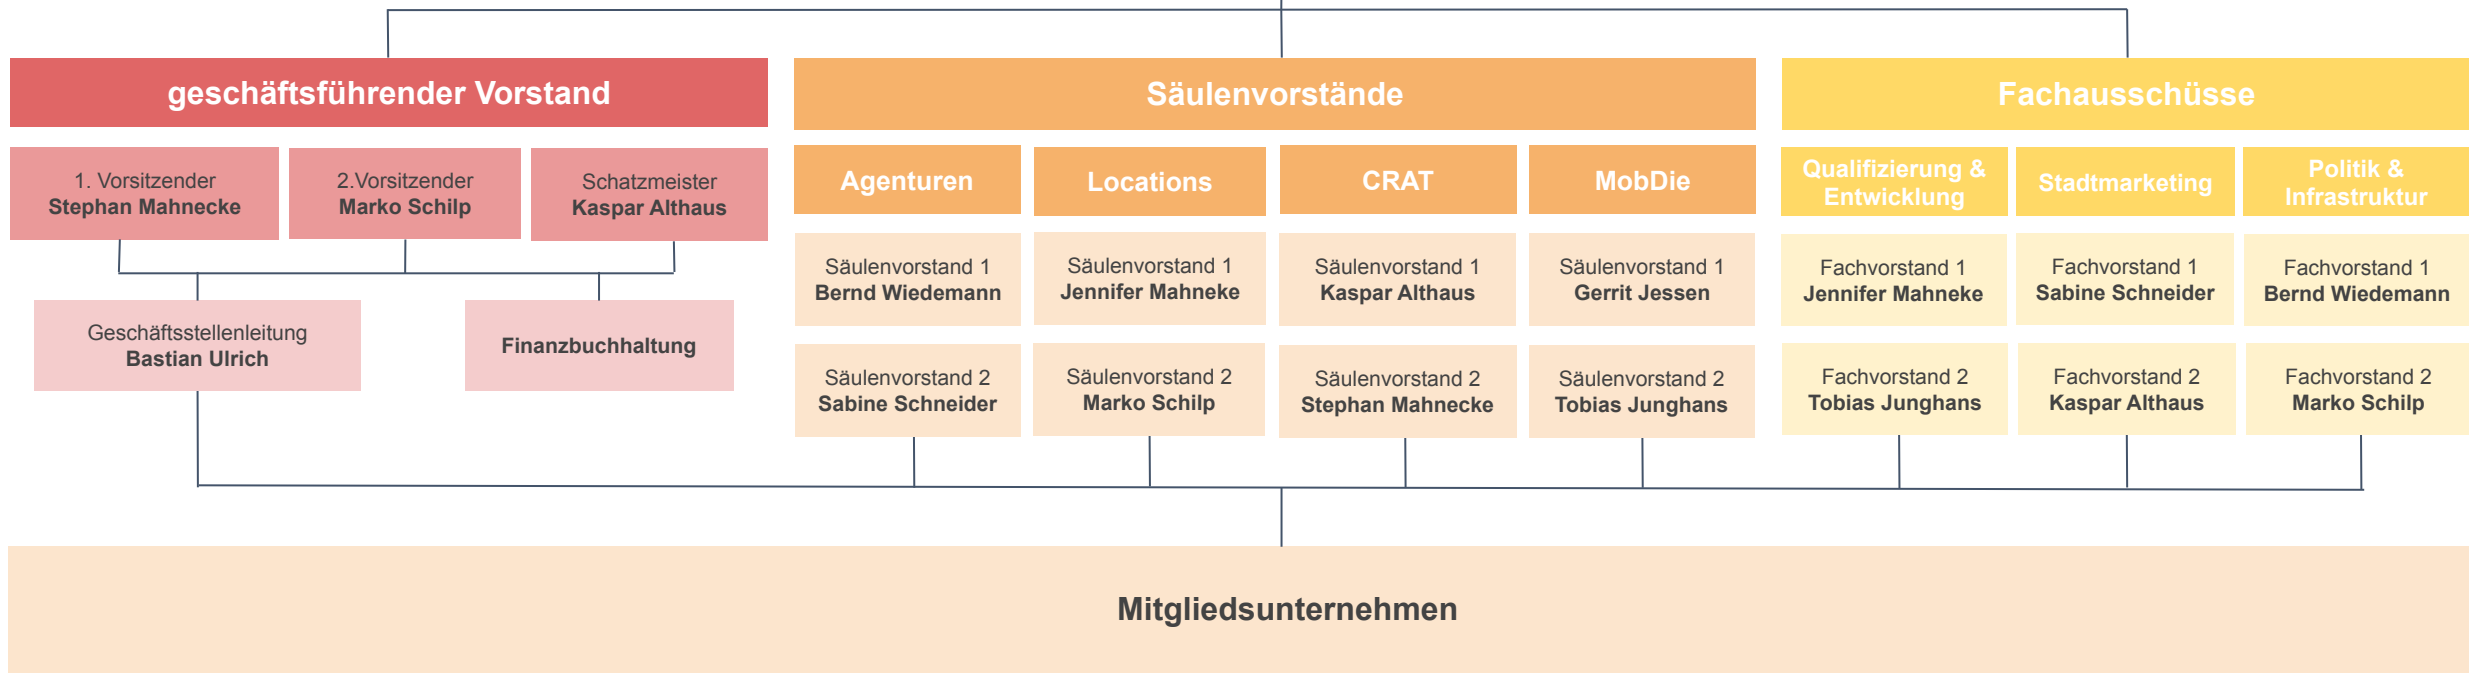 geschäftsführender Vorstand
1. Vorsitzender
Stephan Mahnecke
2.Vorsitzender
Marko Schilp
Schatzmeister
Kaspar Althaus
Geschäftsstellenleitung
Bastian Ulrich
Finanzbuchhaltung
Säulenvorstände
Agenturen
Säulenvorstand 1
Bernd Wiedemann
Säulenvorstand 2
Sabine Schneider
Locations
Säulenvorstand 1
Jennifer Mahneke
Säulenvorstand 2
Marko Schilp
CRAT
Säulenvorstand 1
Kaspar Althaus
Säulenvorstand 2
Stephan Mahnecke
MobDie
Säulenvorstand 1
Gerrit Jessen
Säulenvorstand 2
Tobias Junghans
Fachausschüsse
Qualifizierung &
Entwicklung
Fachvorstand 1
Jennifer Mahneke
Fachvorstand 2
Tobias Junghans
Stadtmarketing
Fachvorstand 1
Sabine Schneider
Fachvorstand 2
Kaspar Althaus
Politik &
Infrastruktur
Fachvorstand 1
Bernd Wiedemann
Fachvorstand 2
Marko Schilp
Mitgliedsunternehmen